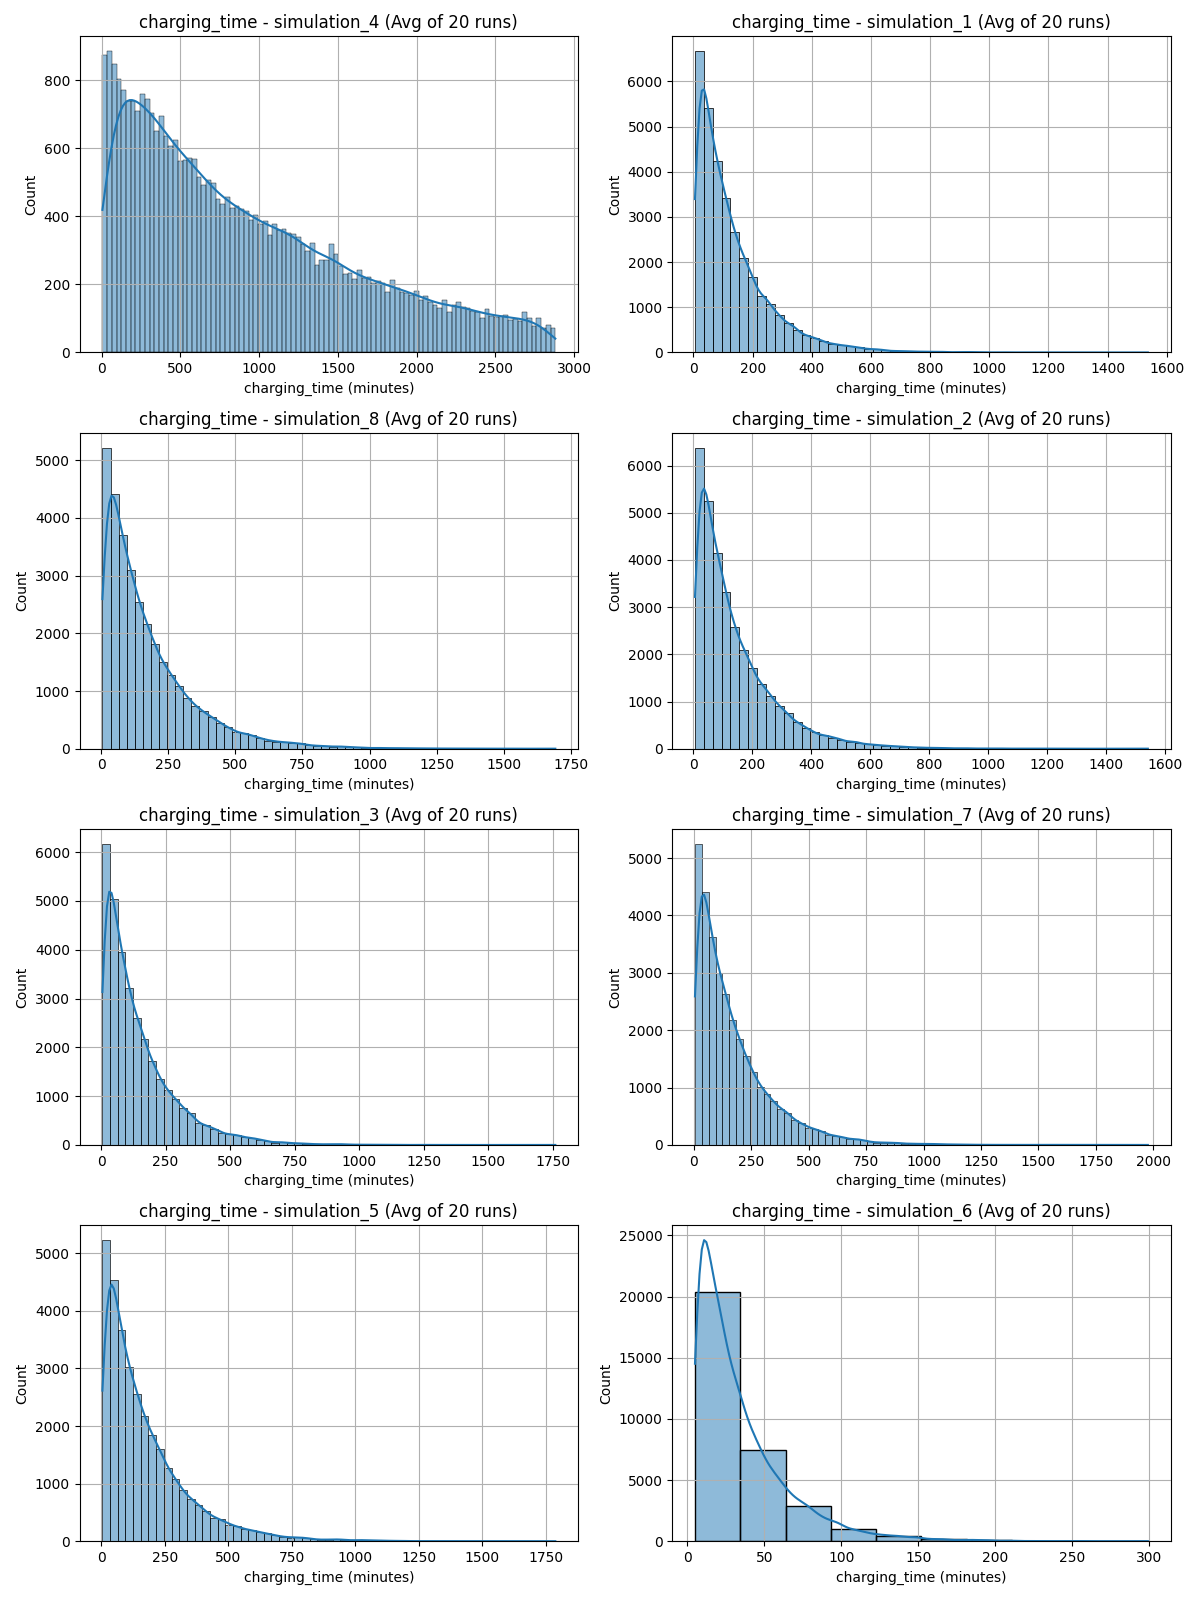 charging_time - simulation_4 (Avg of 20 runs)
800
600
400
200
0
Count
0 500 1000 1500 2000 2500 3000
charging_time (minutes)
charging_time - simulation_1 (Avg of 20 runs)
6000
5000
4000
3000
2000
1000
0
Count
0 200 400 600 800 1000 1200 1400 1600
charging_time (minutes)
charging_time - simulation_8 (Avg of 20 runs)
5000
4000
3000
2000
1000
0
Count
0 250 500 750 1000 1250 1500 1750
charging_time (minutes)
charging_time - simulation_2 (Avg of 20 runs)
6000
5000
4000
3000
2000
1000
0
Count
0 200 400 600 800 1000 1200 1400 1600
charging_time (minutes)
charging_time - simulation_3 (Avg of 20 runs)
6000
5000
4000
3000
2000
1000
0
Count
0 250 500 750 1000 1250 1500 1750
charging_time (minutes)
charging_time - simulation_7 (Avg of 20 runs)
5000
4000
3000
2000
1000
0
Count
0 250 500 750 1000 1250 1500 1750 2000
charging_time (minutes)
charging_time - simulation_5 (Avg of 20 runs)
5000
4000
3000
2000
1000
0
Count
0 250 500 750 1000 1250 1500 1750
charging_time (minutes)
charging_time - simulation_6 (Avg of 20 runs)
25000
20000
15000
10000
5000
0
Count
0 50 100 150 200 250 300
charging_time (minutes)